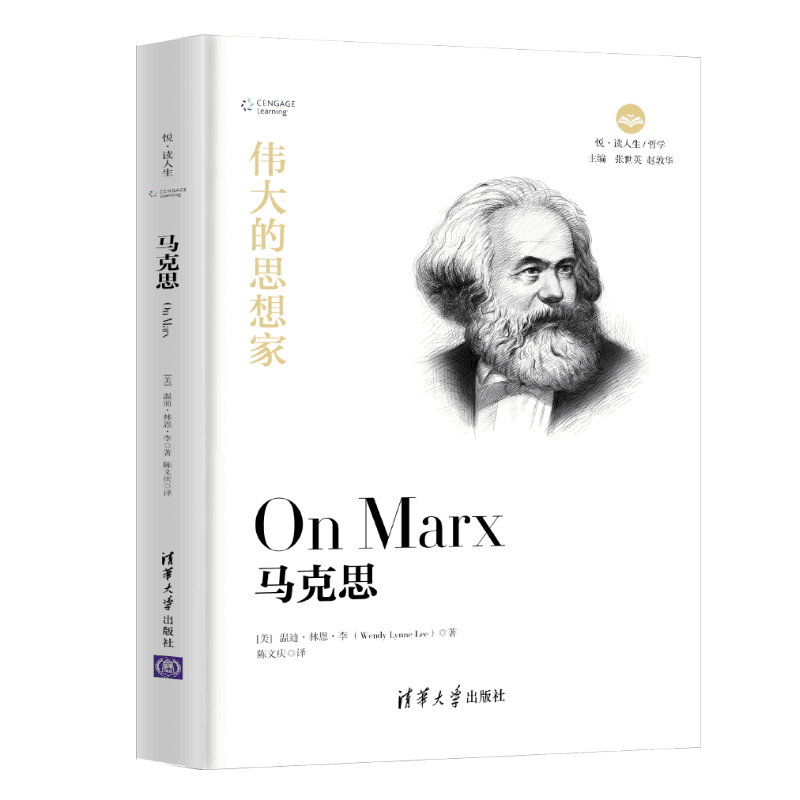 悦·读人生
CENGAGE
Learning
马克思
On Marx
[美] 温迪·林恩·李◎著
陈文庆◎译
清华大学出版社
CENGAGE
Learning
伟大的思想家
悦·读人生/哲学
主编 张世英 赵敦华
On Marx
马克思
[美] 温迪·林恩·李 (Wendy Lynne Lee) ◎著
陈文庆◎译
清华大学出版社